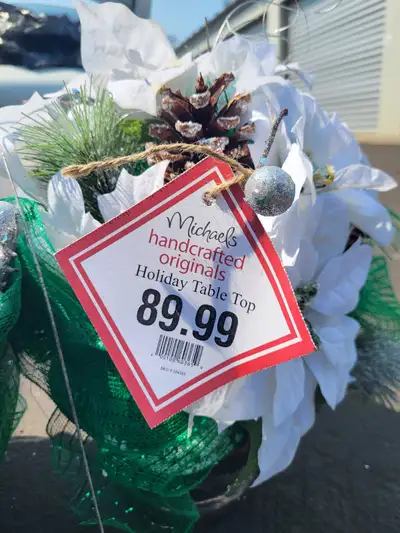 Michaels
handcrafted
originals
Holiday Table Top
89.99